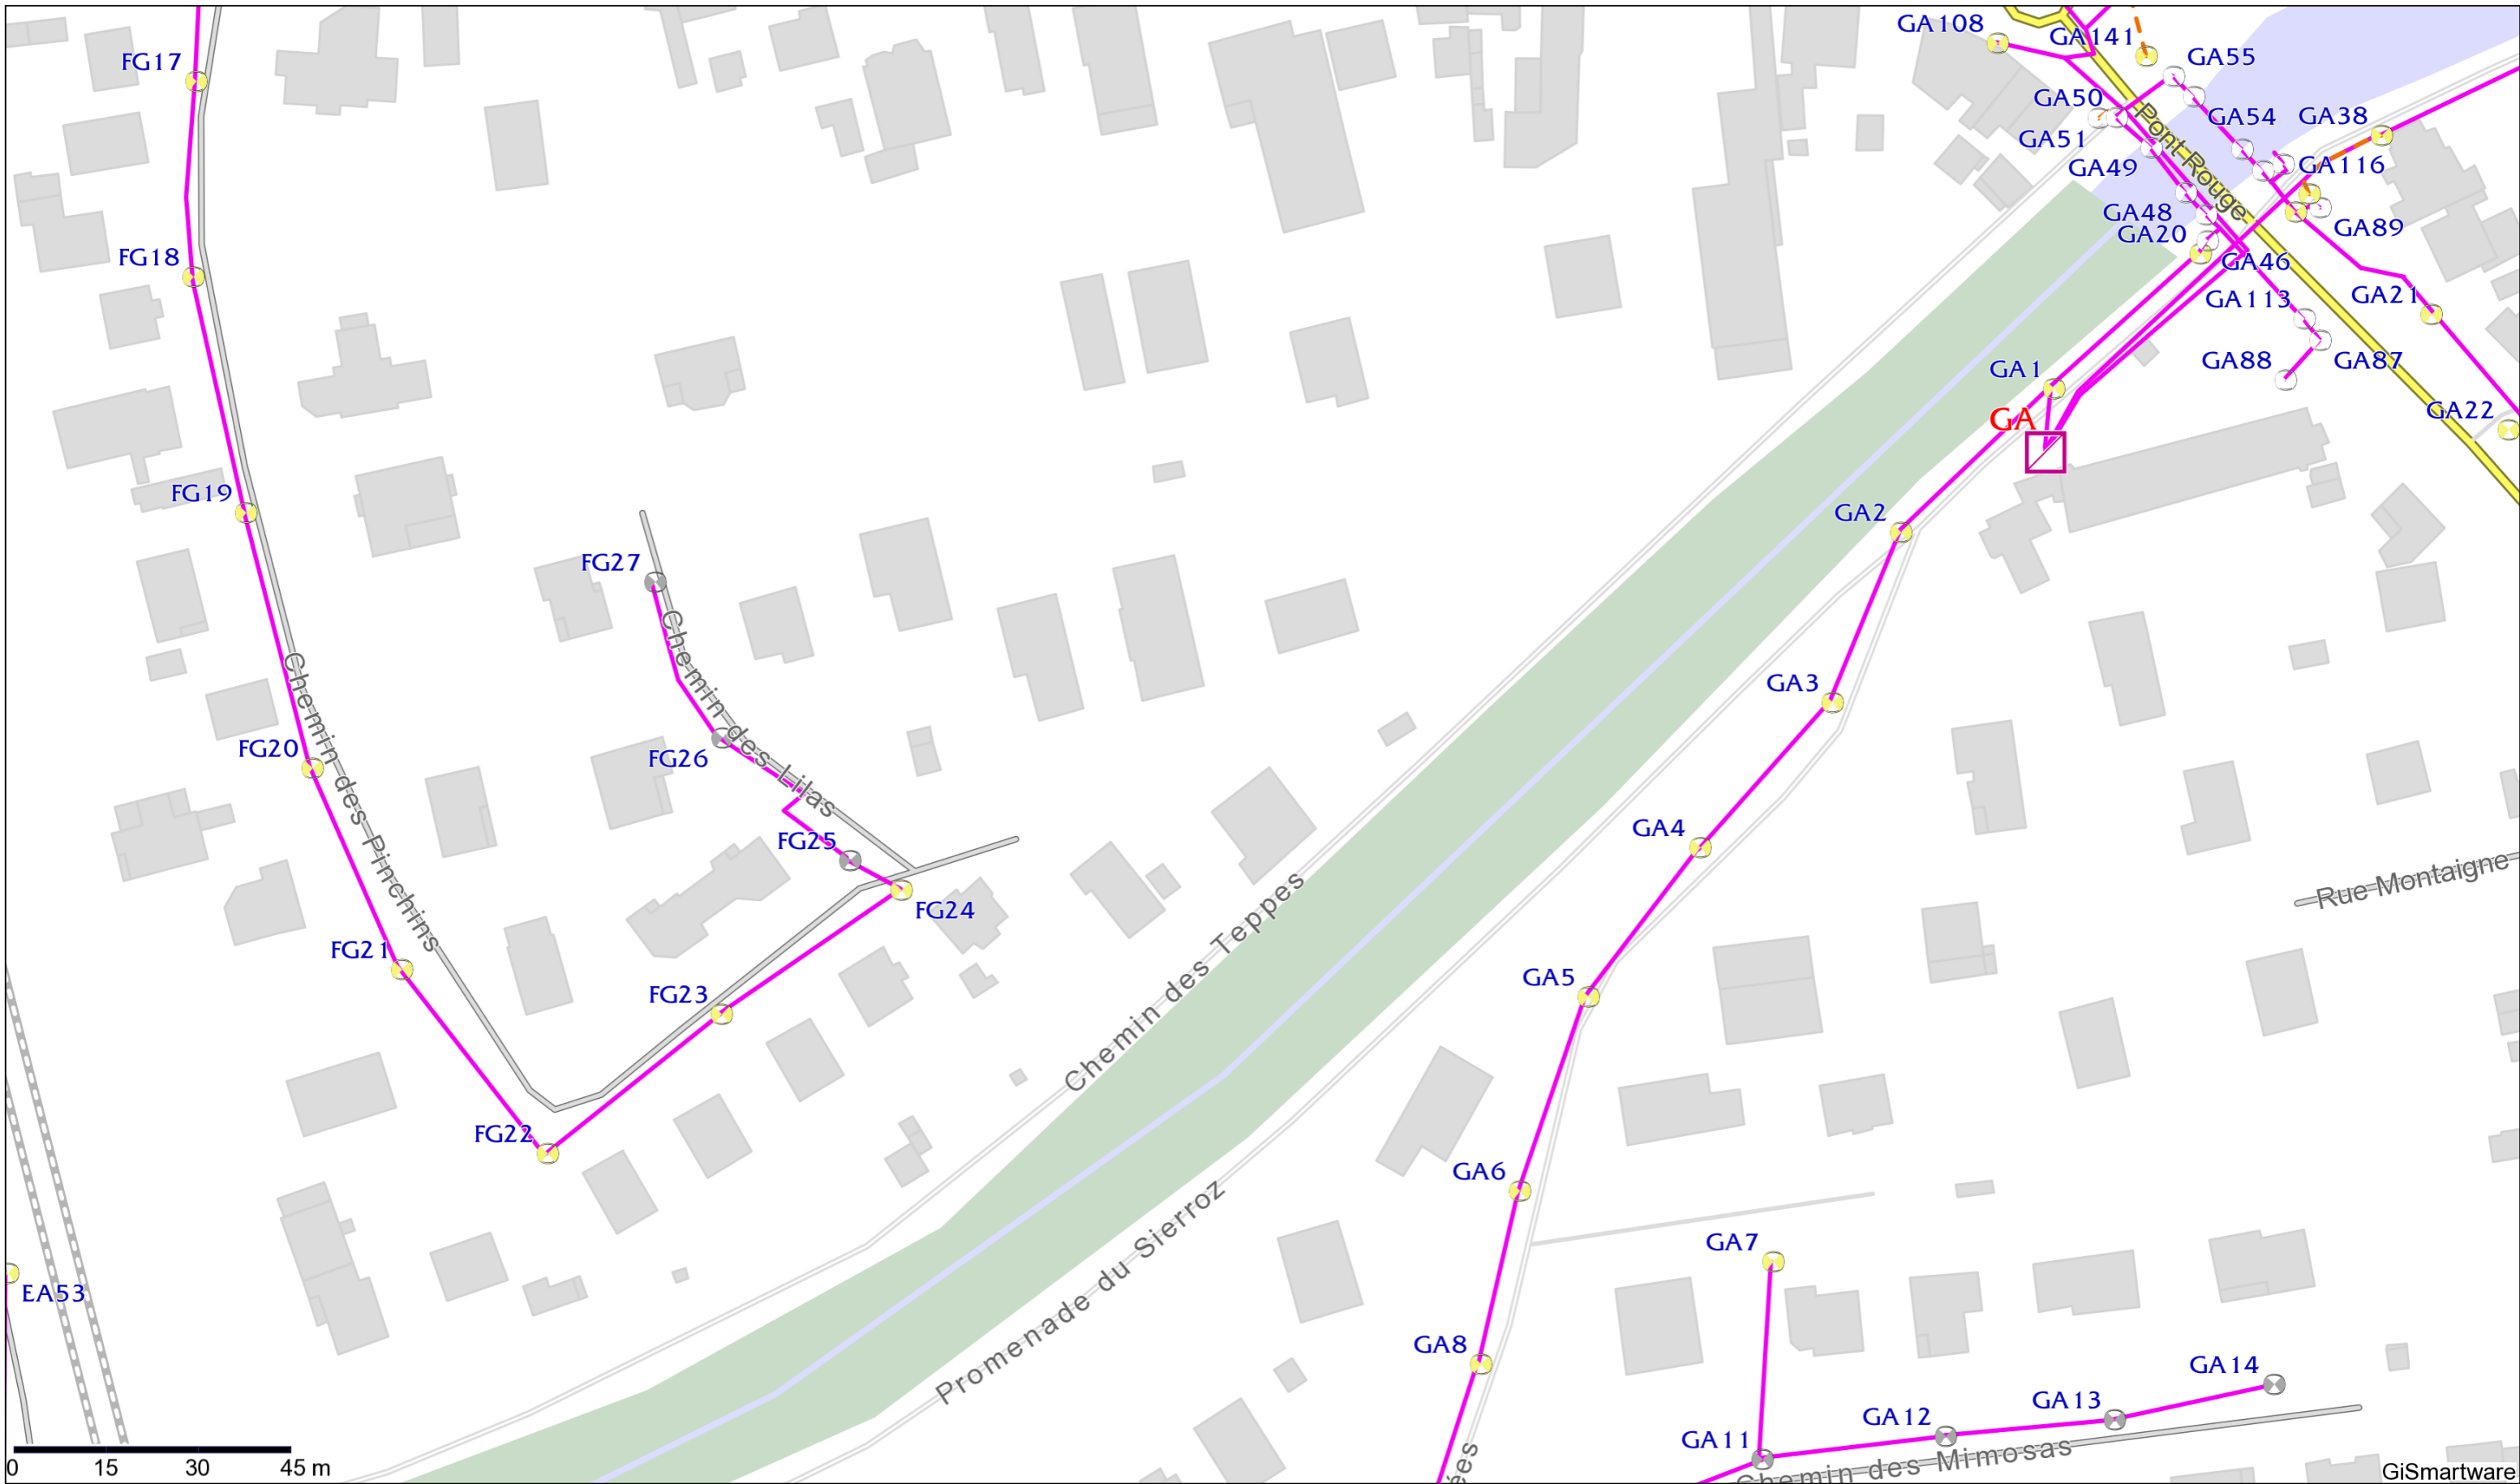 GA108
GA141
GA55
FG17
GA50
GA54
GA38
GA51
Pont Rouge
GA49
GA116
GA48
GA89
GA20
FG18
GA46
GA113
GA21
GA88
GA87
GA1
GA22
GA
FG19
GA2
FG27
Chemin des Lilas
GA3
Chemin des Pinchins
FG20
FG26
GA4
FG25
Rue Montaigne
FG24
Chemin des Teppes
FG21
GA5
FG23
FG22
GA6
Promenade du Sierroz
GA7
EA53
GA8
GA14
GA13
GA12
GA11
Chemin des Mimosas
ées
0 15 30 45 m
GiSmartware